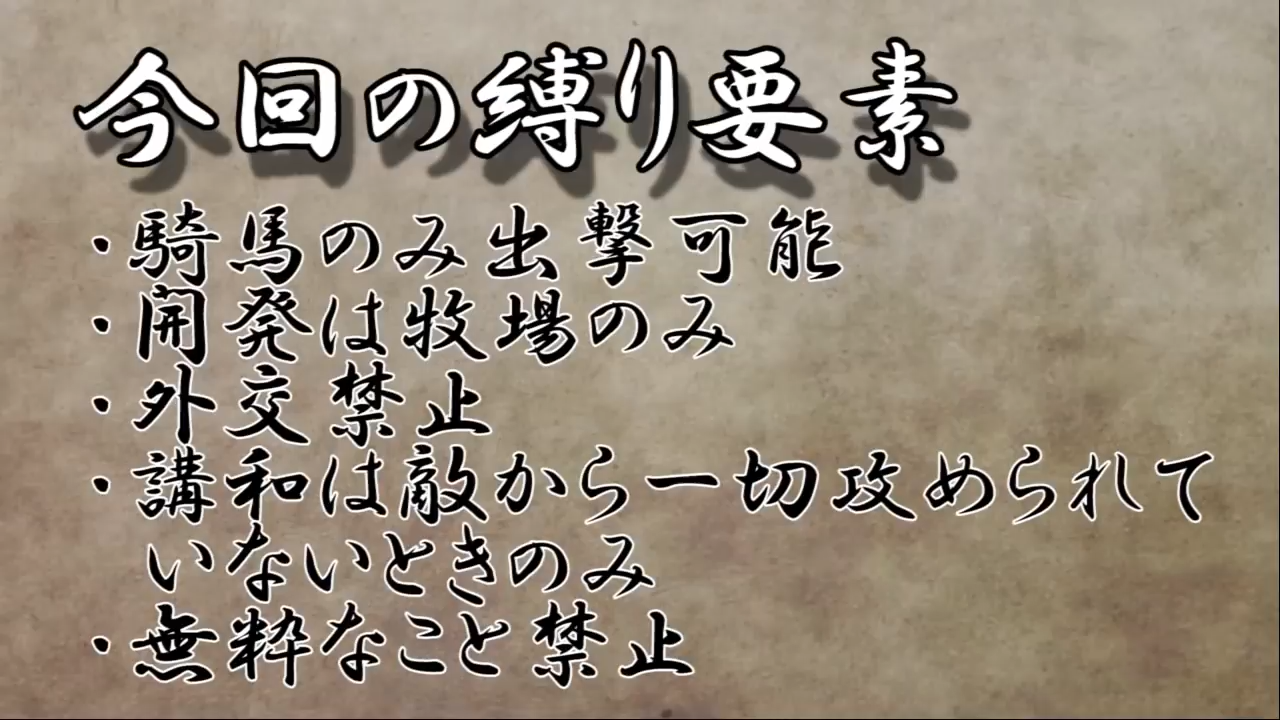 今回の縛り要素
・騎馬のみ出撃可能
・開発は牧場のみ
・外交禁止
・講和は敵から一切攻められて
いないときのみ
・無粋なこと禁止